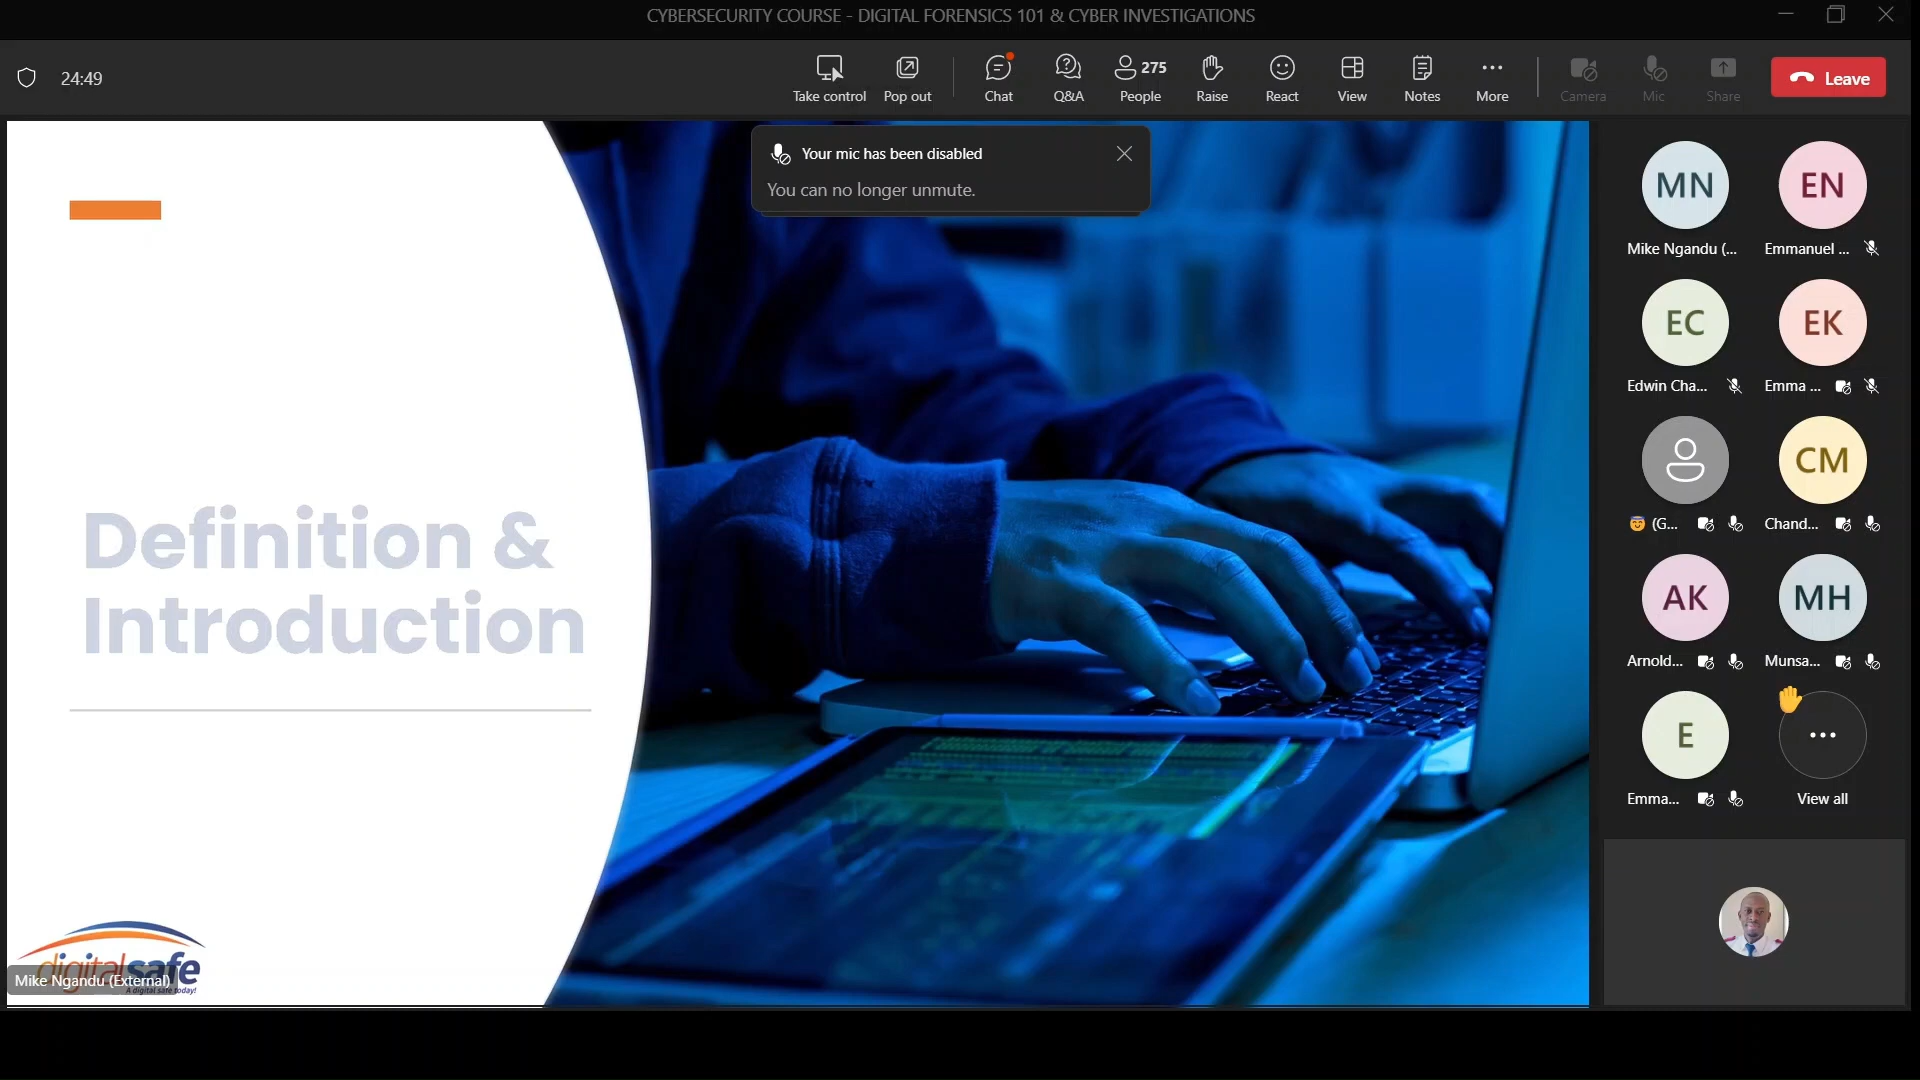 CYBERSECURITY COURSE - DIGITAL FORENSICS 101 & CYBER INVESTIGATIONS
24:49
Take control
Pop out
Chat
Q&A
275
People
Raise
React
View
Notes
More
Camera
Mic
Share
Leave
Your mic has been disabled
You can no longer unmute.
Definition &
Introduction
digitalsafe
A digital safe today!
Mike Ngandu (External)
MN
EN
Mike Ngandu (...
Emmanuel ...
EC
EK
Edwin Cha...
Emma ...
CM
(G...
Chand...
AK
MH
Arnold...
Munsa...
E
Emma...
View all